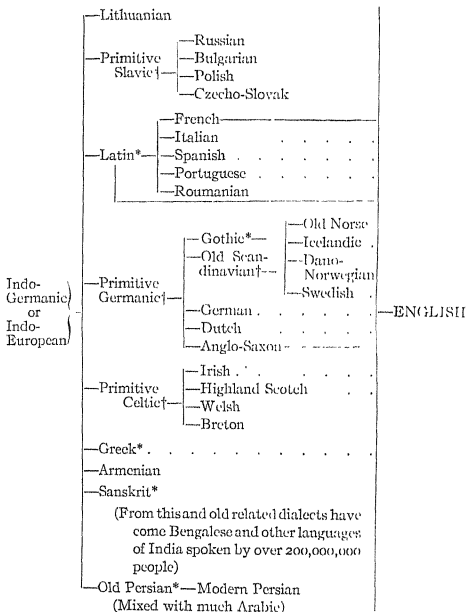 Lithuanian
Russian
Primitive Slavic†
Bulgarian
Polish
Czecho-Slovak
French
Italian
Latin*
Spanish
Portuguese
Roumanian
Old Norse
Gothic*
Icelandic
Old Scan-
dinavian†
Dano-
Norwegian
Indo-
Germanic
or
Indo-
European
Primitive
Germanic†
Swedish
German
ENGLISH
Dutch
Anglo-Saxon
Irish
Primitive
Celtic†
Highland Scotch
Welsh
Breton
Greek*
Armenian
Sanskrit*
(From this and old related dialects have
come Bengalese and other languages
of India spoken by over 200,000,000
people)
Old Persian*—Modern Persian
(Mixed with much Arabic)